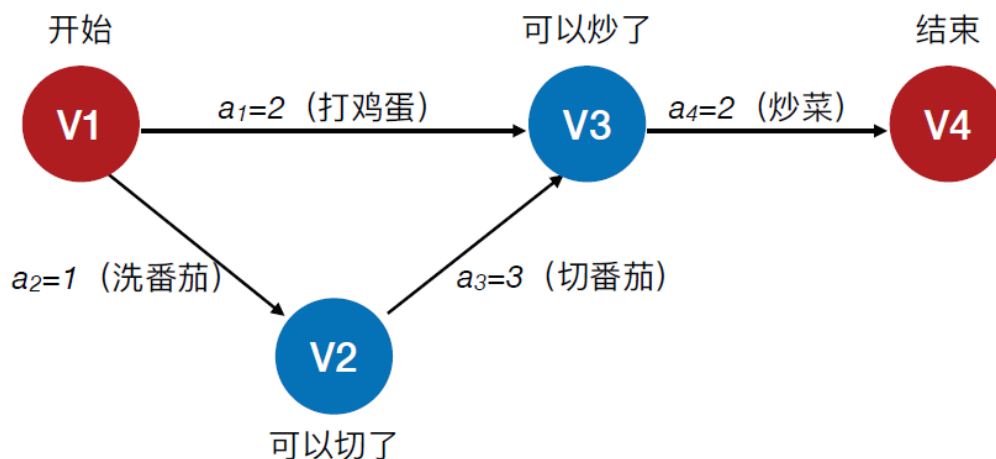 开始
可以炒了
结束
V1
a₁=2（打鸡蛋）
V3
a₄=2（炒菜）
V4
a₂=1（洗番茄）
a₃=3（切番茄）
V2
可以切了